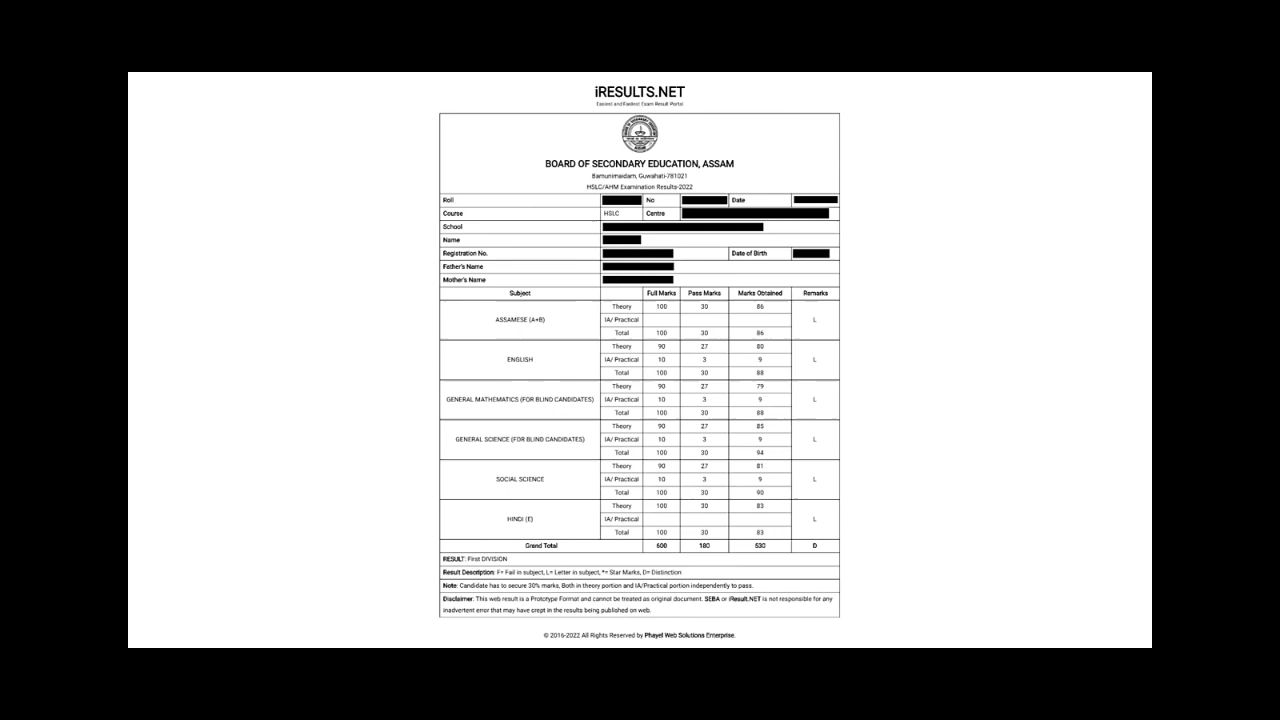 iRESULTS.NET
Easiest and Fastest Exam Result Portal
BOARD OF SECONDARY EDUCATION, ASSAM
Bamunimaidam, Guwahati-781021
HSLC/AHM Examination Results-2022
Roll No Date
Course HSLC Centre
School
Name
Registration No. Date of Birth
Father's Name
Mother's Name
Subject Full Marks Pass Marks Marks Obtained Remarks
Theory 100 30 86
ASSAMESE (A+B) IA/ Practical L
Total 100 30 86
Theory 90 27 80
ENGLISH IA/ Practical 10 3 9 L
Total 100 30 88
Theory 90 27 79
GENERAL MATHEMATICS (FOR BLIND CANDIDATES) IA/ Practical 10 3 9 L
Total 100 30 88
Theory 90 27 85
GENERAL SCIENCE (FOR BLIND CANDIDATES) IA/ Practical 10 3 9 L
Total 100 30 94
Theory 90 27 81
SOCIAL SCIENCE IA/ Practical 10 3 9 L
Total 100 30 90
Theory 100 30 83
HINDI (E) IA/ Practical L
Total 100 30 83
Grand Total 600 180 530 D
RESULT: First DIVISION
Result Description: F= Fail in subject, L= Letter in subject, *= Star Marks, D= Distinction
Note: Candidate has to secure 30% marks, Both in theory portion and IA/Practical portion independently to pass.
Disclaimer: This web result is a Prototype Format and cannot be treated as original document. SEBA or iResult.NET is not responsible for any
inadvertent error that may have crept in the results being published on web.
© 2016-2022 All Rights Reserved by Phayel Web Solutions Enterprise.